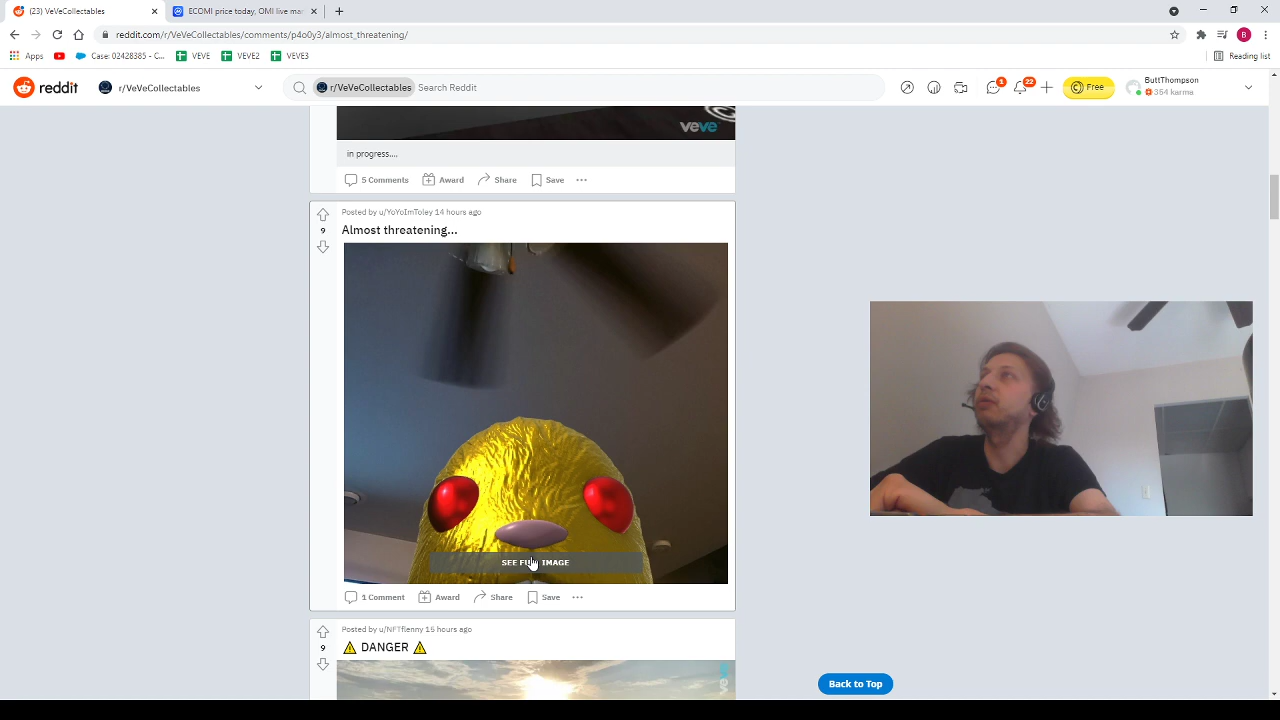 (23) VeVeCollectables
ECOMI price today, OMI live ma
reddit.com/r/VeVeCollectables/comments/p4o0y3/almost_threatening/
B
Apps
Case: 02428385 - C...
VEVE
VEVE2
VEVE3
Reading list
reddit
r/VeVeCollectables
r/VeVeCollectables
Search Reddit
1
22
Free
ButtThompson
354 karma
veve
in progress....
5 Comments
Award
Share
Save
Posted by u/YoYoImToley 14 hours ago
Almost threatening...
9
SEE FULL IMAGE
1 Comment
Award
Share
Save
Posted by u/NFTflenny 15 hours ago
DANGER
9
Back to Top